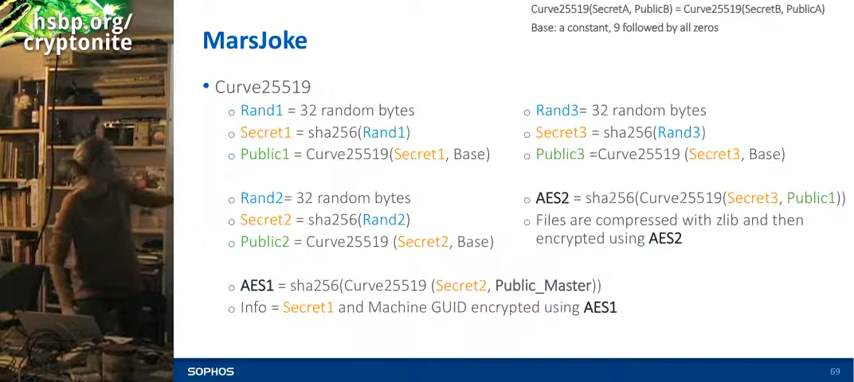 hsbp.org/
cryptonite
Curve25519(SecretA, PublicB) = Curve25519(SecretB, PublicA)
Base: a constant, 9 followed by all zeros
MarsJoke
• Curve25519
o Rand1 = 32 random bytes
o Secret1 = sha256(Rand1)
o Public1 = Curve25519(Secret1, Base)
o Rand2= 32 random bytes
o Secret2 = sha256(Rand2)
o Public2 = Curve25519 (Secret2, Base)
o Rand3= 32 random bytes
o Secret3 = sha256(Rand3)
o Public3 =Curve25519 (Secret3, Base)
o AES2 = sha256(Curve25519(Secret3, Public1))
o Files are compressed with zlib and then
encrypted using AES2
o AES1 = sha256(Curve25519 (Secret2, Public_Master))
o Info = Secret1 and Machine GUID encrypted using AES1
SOPHOS
69